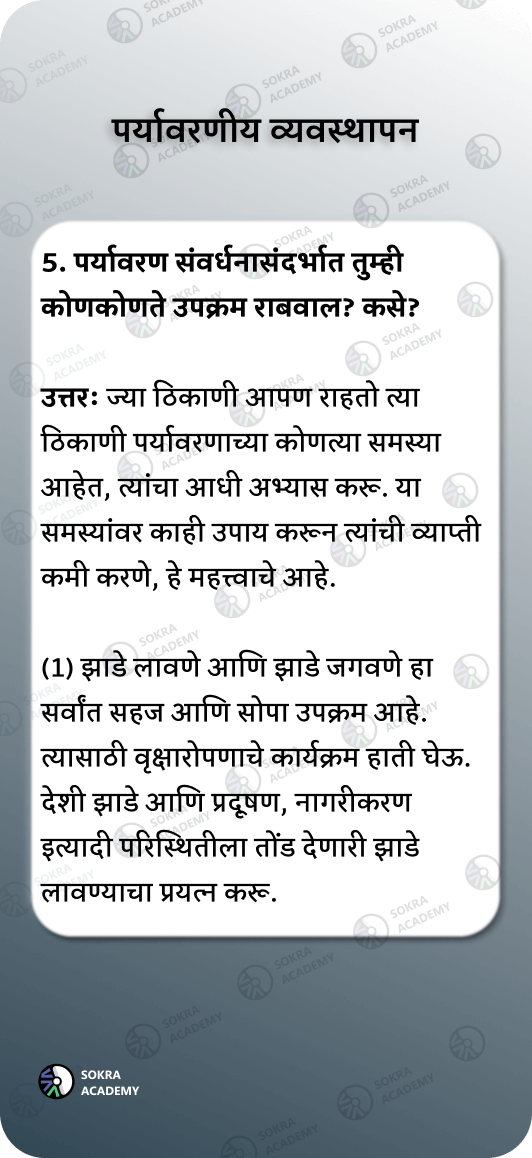 पर्यावरणीय व्यवस्थापन
5. पर्यावरण संवर्धनासंदर्भात तुम्ही
कोणकोणते उपक्रम राबवाल? कसे?
उत्तरः ज्या ठिकाणी आपण राहतो त्या
ठिकाणी पर्यावरणाच्या कोणत्या समस्या
आहेत, त्यांचा आधी अभ्यास करू. या
समस्यांवर काही उपाय करून त्यांची व्याप्ती
कमी करणे, हे महत्त्वाचे आहे.
(1) झाडे लावणे आणि झाडे जगवणे हा
सर्वांत सहज आणि सोपा उपक्रम आहे.
त्यासाठी वृक्षारोपणाचे कार्यक्रम हाती घेऊ.
देशी झाडे आणि प्रदूषण, नागरीकरण
इत्यादी परिस्थितीला तोंड देणारी झाडे
लावण्याचा प्रयत्न करू.
SOKRA
ACADEMY